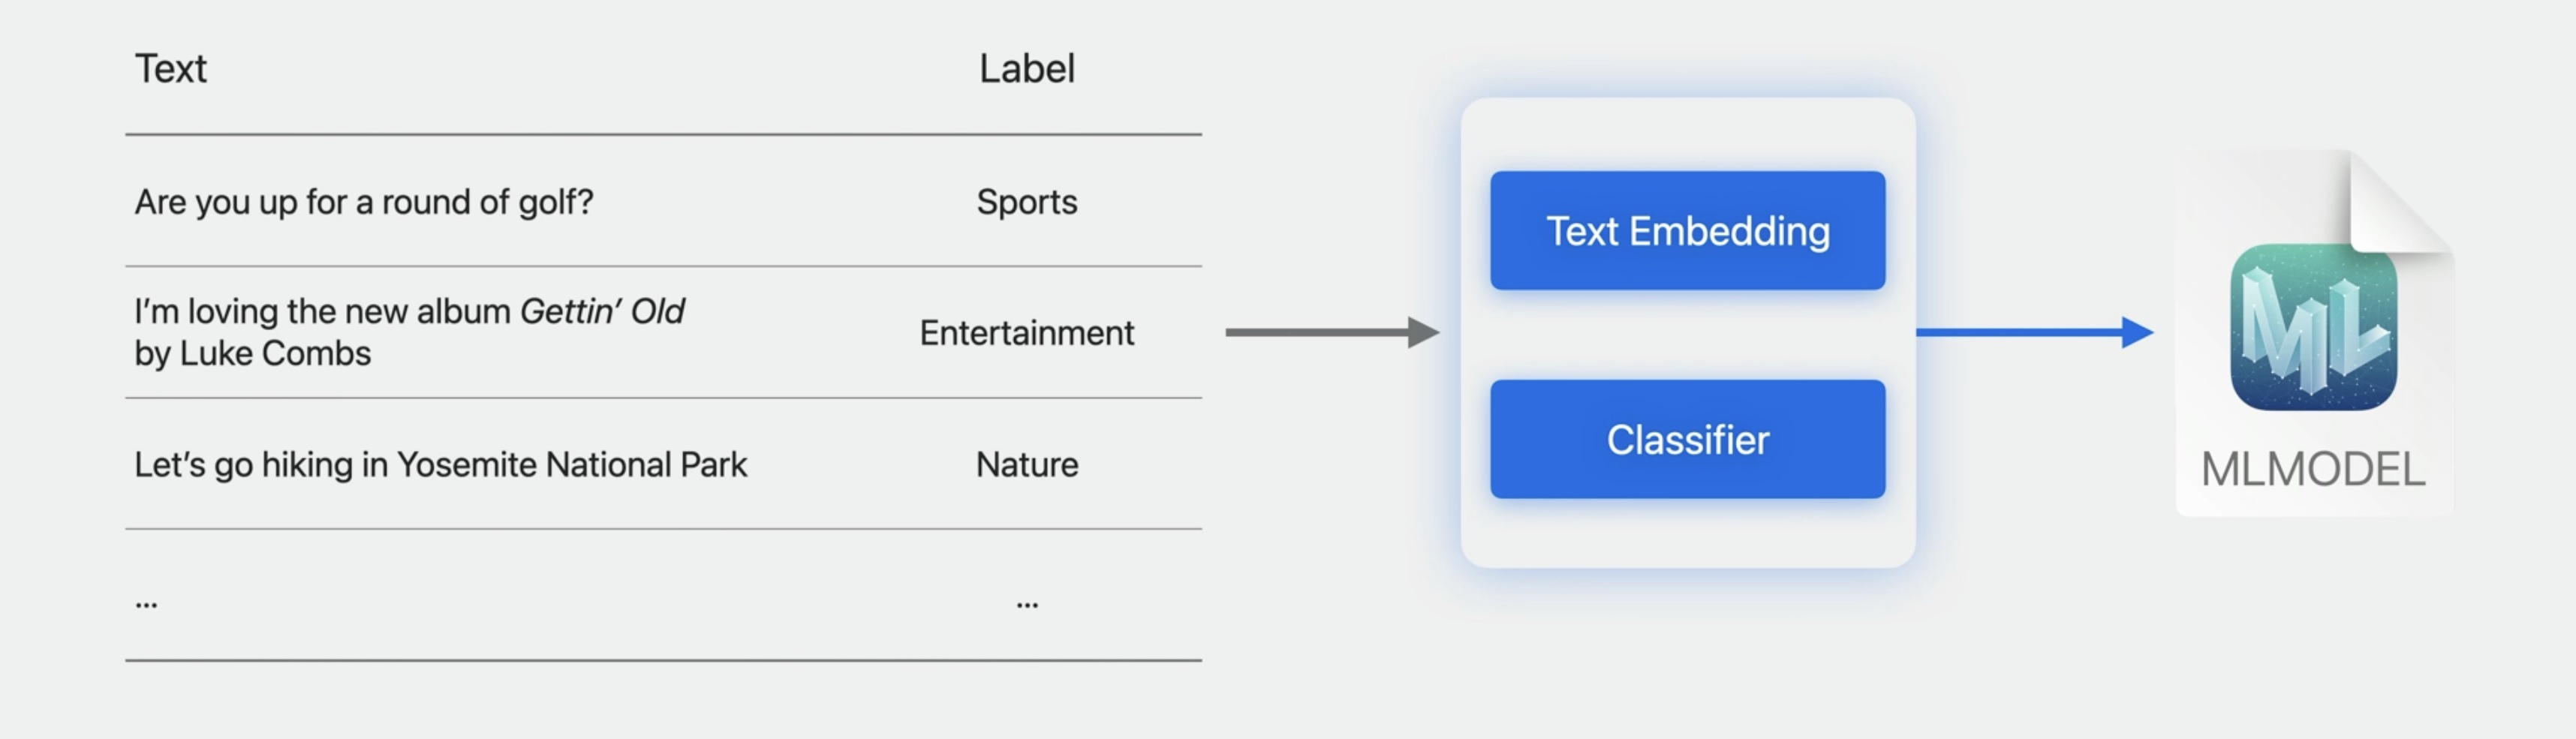 Text
Label
Are you up for a round of golf?
Sports
I’m loving the new album Gettin’ Old
by Luke Combs
Entertainment
Let’s go hiking in Yosemite National Park
Nature
...
...
Text Embedding
Classifier
ML
MLMODEL